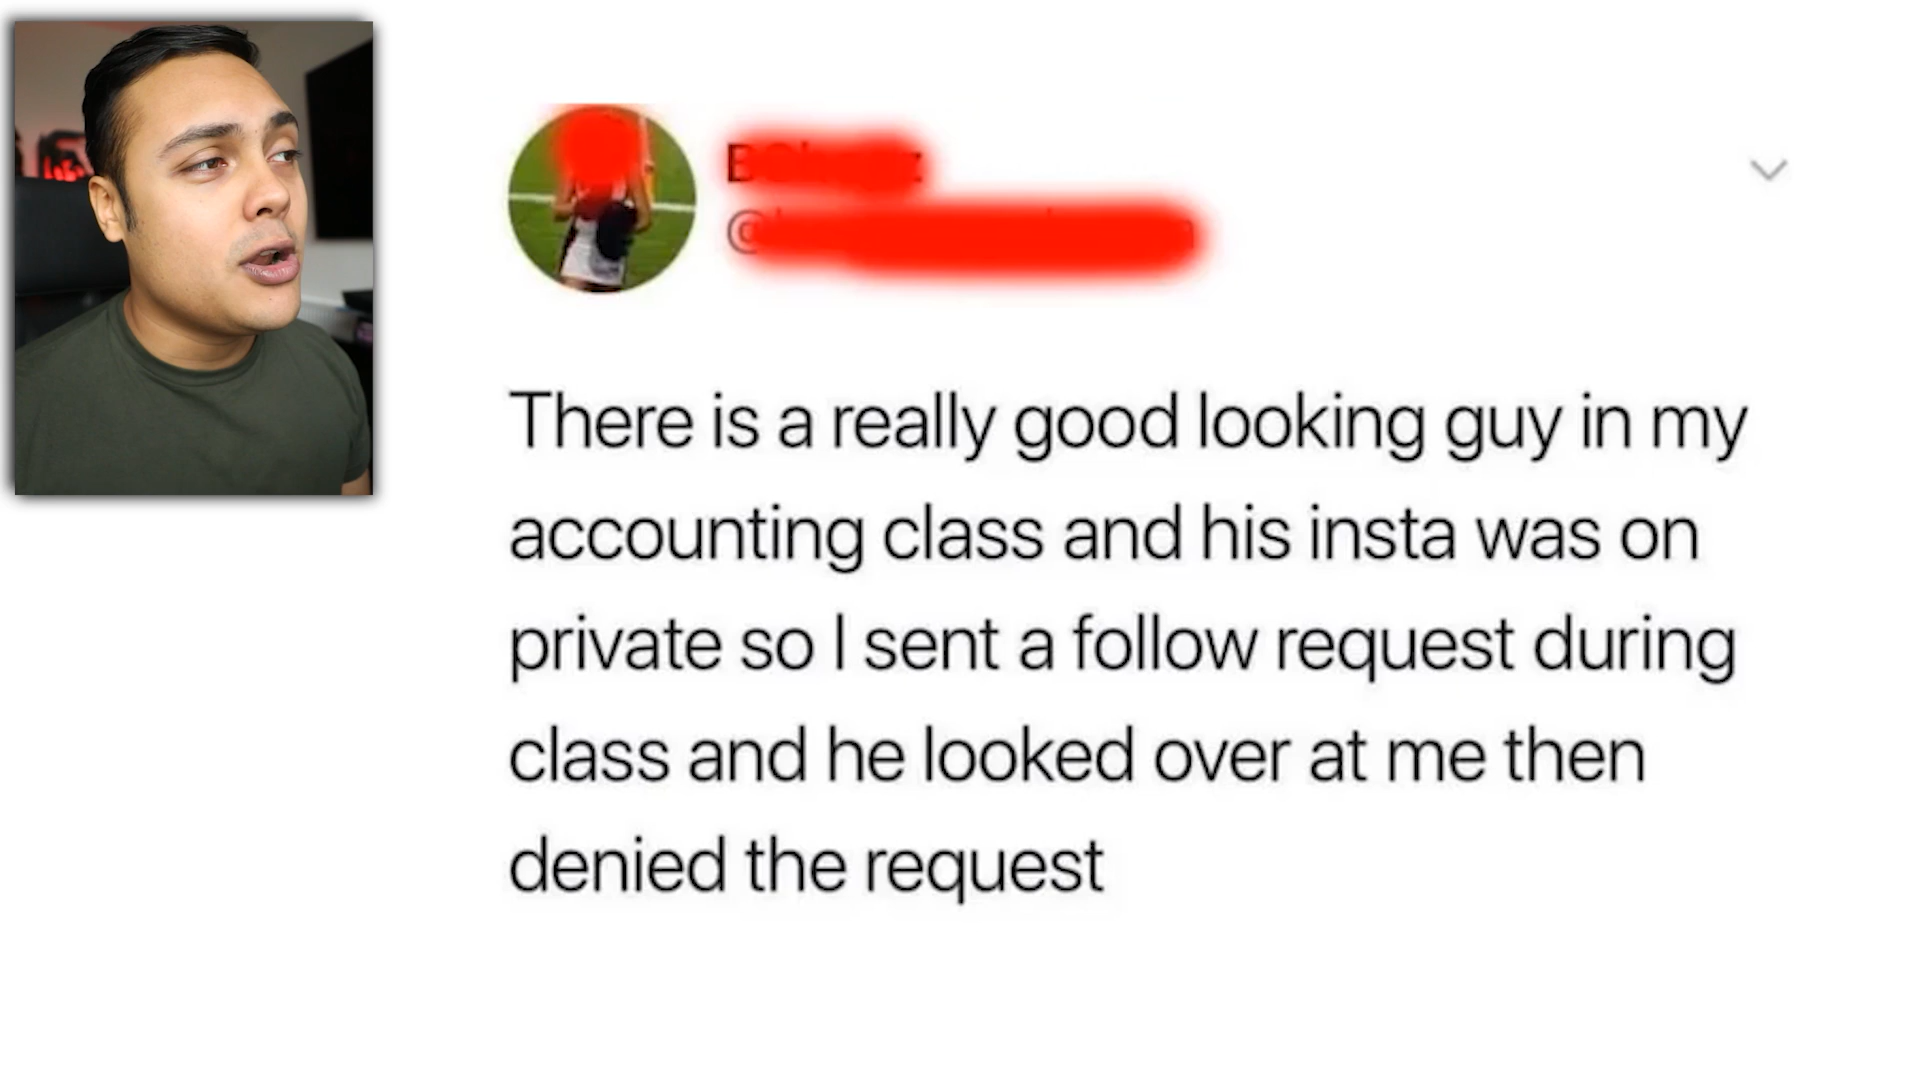 There is a really good looking guy in my
accounting class and his insta was on
private so I sent a follow request during
class and he looked over at me then
denied the request